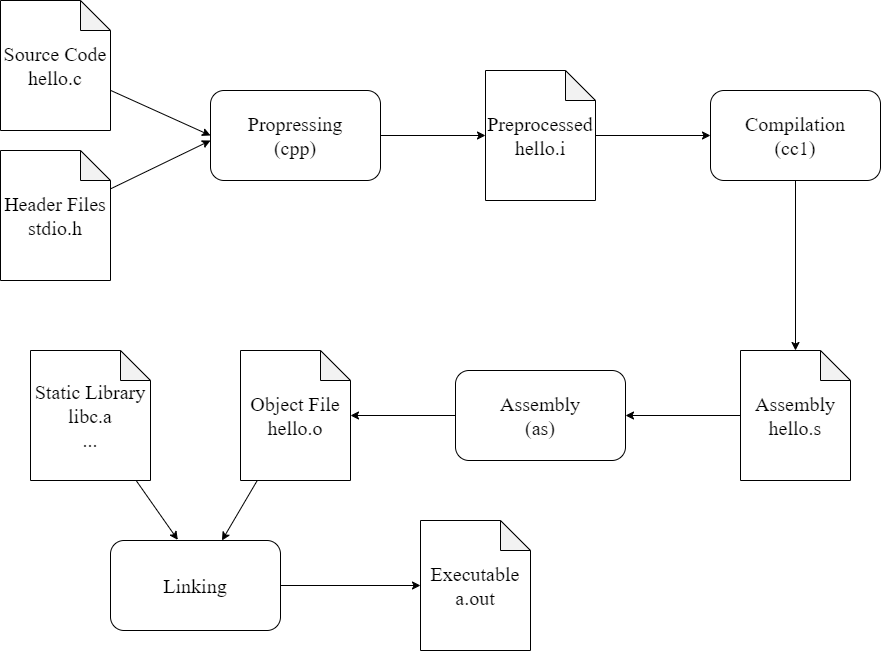 Source Code
hello.c
Header Files
stdio.h
Propressing
(cpp)
Preprocessed
hello.i
Compilation
(cc1)
Static Library
libc.a
...
Object File
hello.o
Assembly
(as)
Assembly
hello.s
Linking
Executable
a.out